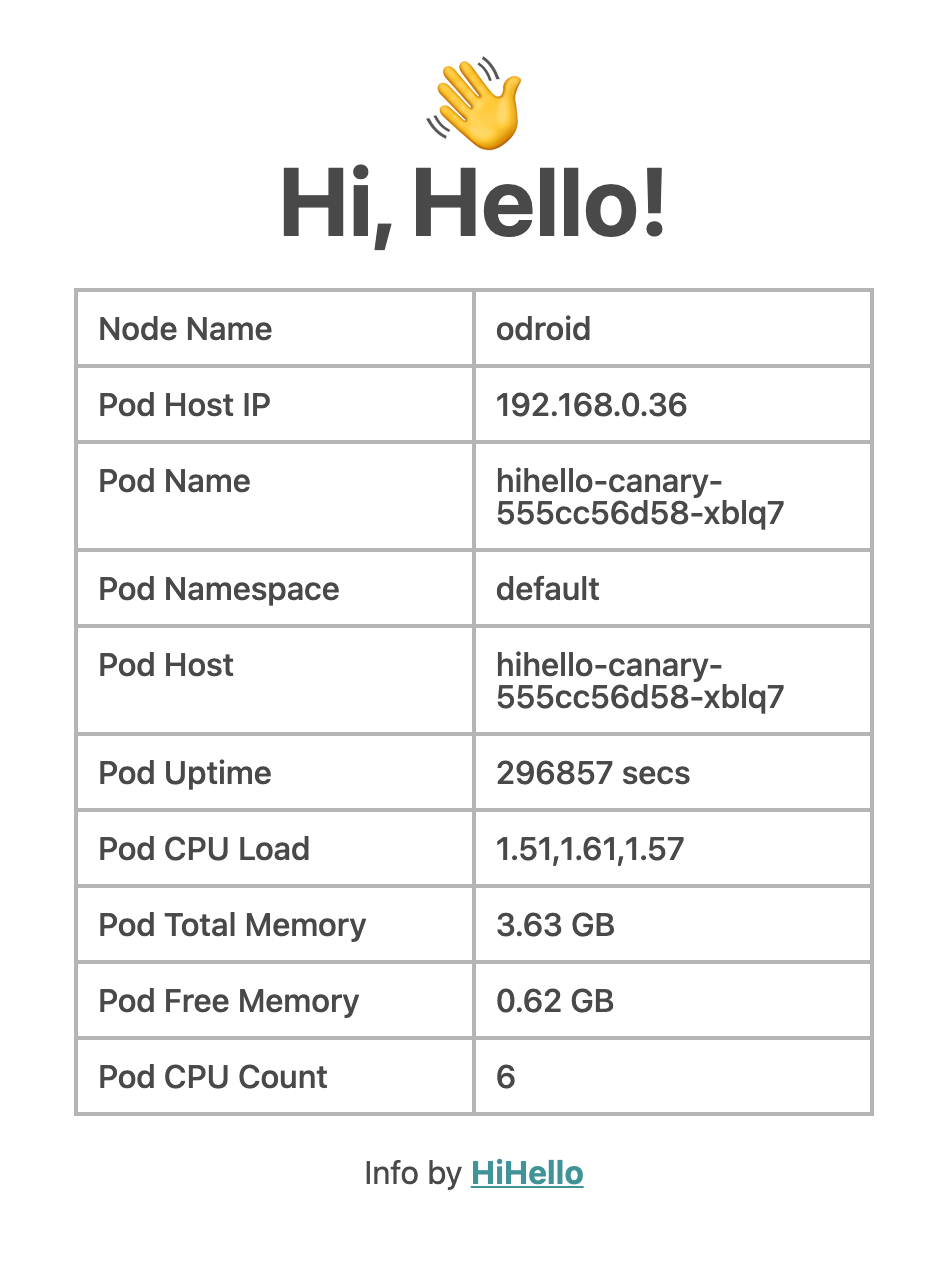 Hi, Hello!
Node Name odroid
Pod Host IP 192.168.0.36
Pod Name hihello-canary-
555cc56d58-xblq7
Pod Namespace default
Pod Host hihello-canary-
555cc56d58-xblq7
Pod Uptime 296857 secs
Pod CPU Load 1.51,1.61,1.57
Pod Total Memory 3.63 GB
Pod Free Memory 0.62 GB
Pod CPU Count 6
Info by HiHello